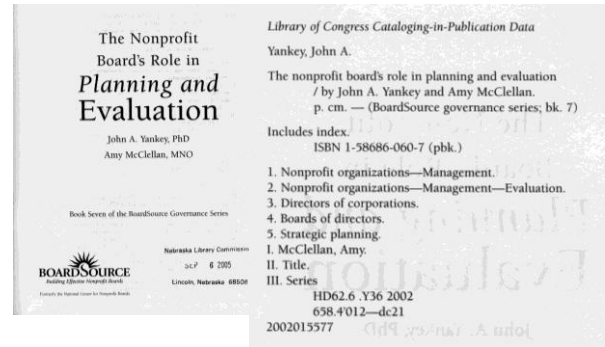 The Nonprofit
Board's Role in
Planning and
Evaluation
John A. Yankey, PhD
Amy McClellan, MNO
Book Seven of the BoardSource Governance Series
BOARDSOURCE
Building Effective Nonprofit Boards
Formerly the National Center for Nonprofit Boards
Nebraska Library Commission
6 2005
Lincoln, Nebraska 68508
Library of Congress Cataloging-in-Publication Data
Yankey, John A.
The nonprofit board's role in planning and evaluation
/ by John A. Yankey and Amy McClellan.
p. cm. — (BoardSource governance series; bk. 7)
Includes index.
ISBN 1-58686-060-7 (pbk.)
1. Nonprofit organizations—Management.
2. Nonprofit organizations—Management—Evaluation.
3. Directors of corporations.
4. Boards of directors.
5. Strategic planning.
I. McClellan, Amy.
II. Title.
III. Series
HD62.6 .Y36 2002
658.4'012—dc21
2002015577